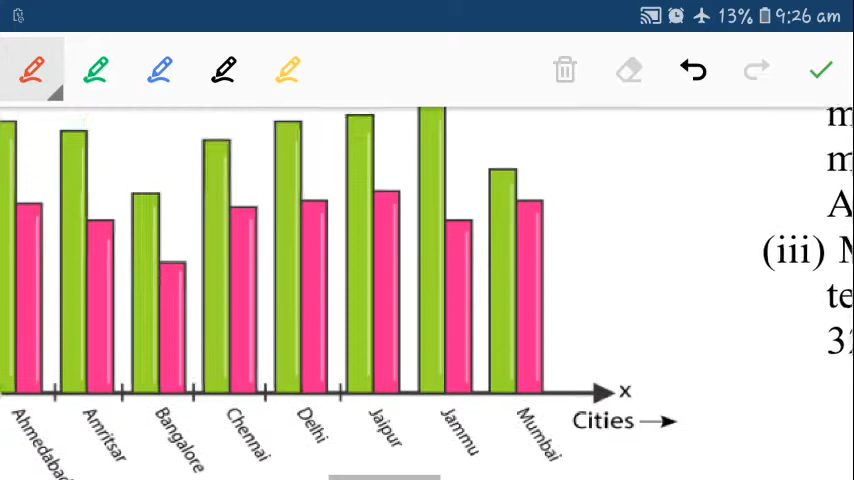 13% 9:26 am
A
(iii)
x
Cities
Ahmedabad
Amritsar
Bangalore
Chennai
Delhi
Jaipur
Jammu
Mumbai